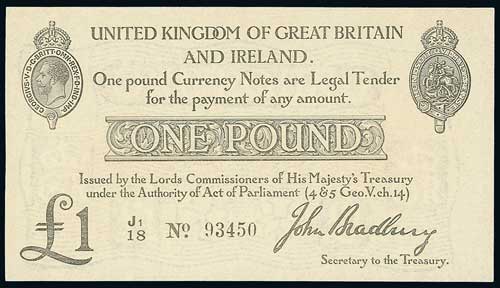 UNITED KINGDOM OF GREAT BRITAIN
AND IRELAND.
One pound Currency Notes are Legal Tender
for the payment of any amount.
ONE POUND
Issued by the Lords Commissioners of His Majesty's Treasury
under the Authority of Act of Parliament (4 & 5 Geo.V. ch.14)
£1
J1/18 No. 93450
John Bradbury
Secretary to the Treasury.